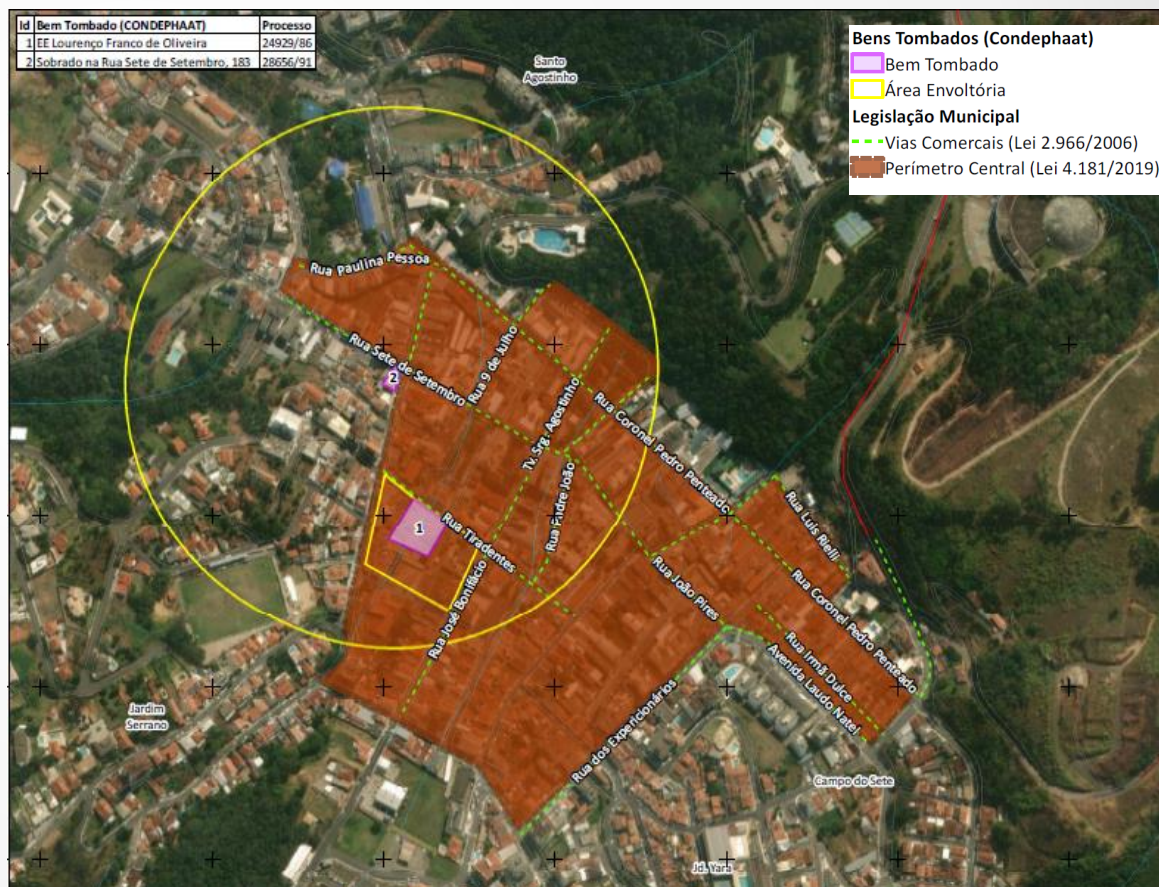 Id Bem Tombado (CONDEPHAAT) Processo
1 EE Lourenço Franco de Oliveira 24929/86
2 Sobrado na Rua Sete de Setembro, 183 28656/91
Bens Tombados (Condephaat)
Bem Tombado
Área Envoltória
Legislação Municipal
Vias Comercais (Lei 2.966/2006)
Perímetro Central (Lei 4.181/2019)
Santo
Agostinho
Rua Paulina Pessoa
Rua Sete de Setembro
2
Rua 9 de Julho
Tv. Srg. Agostinho
Rua Coronel Pedro Penteado
Rua Padre João
1
Rua Tiradentes
Rua José Bonifácio
Rua Luís Rielli
Rua João Pires
Rua Coronel Pedro Penteado
Rua Irmã Dulce
Avenida Laudo Natel
Rua dos Expericionários
Jardim
Serrano
Campo do Sete
Jd. Yara